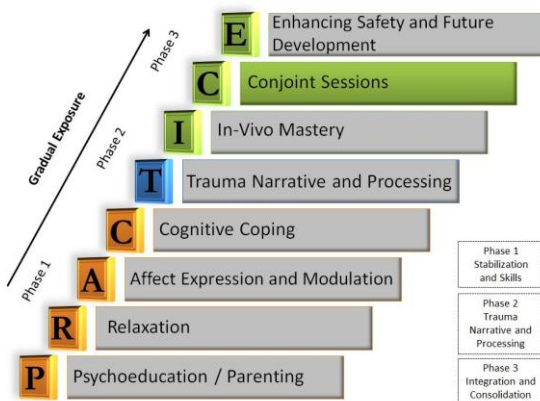 Phase 3
E
Enhancing Safety and Future
Development
C
Conjoint Sessions
Gradual Exposure
Phase 2
I
In-Vivo Mastery
T
Trauma Narrative and Processing
C
Cognitive Coping
Phase 1
A
Affect Expression and Modulation
R
Relaxation
P
Psychoeducation / Parenting
Phase 1
Stabilization
and Skills
Phase 2
Trauma
Narrative and
Processing
Phase 3
Integration and
Consolidation